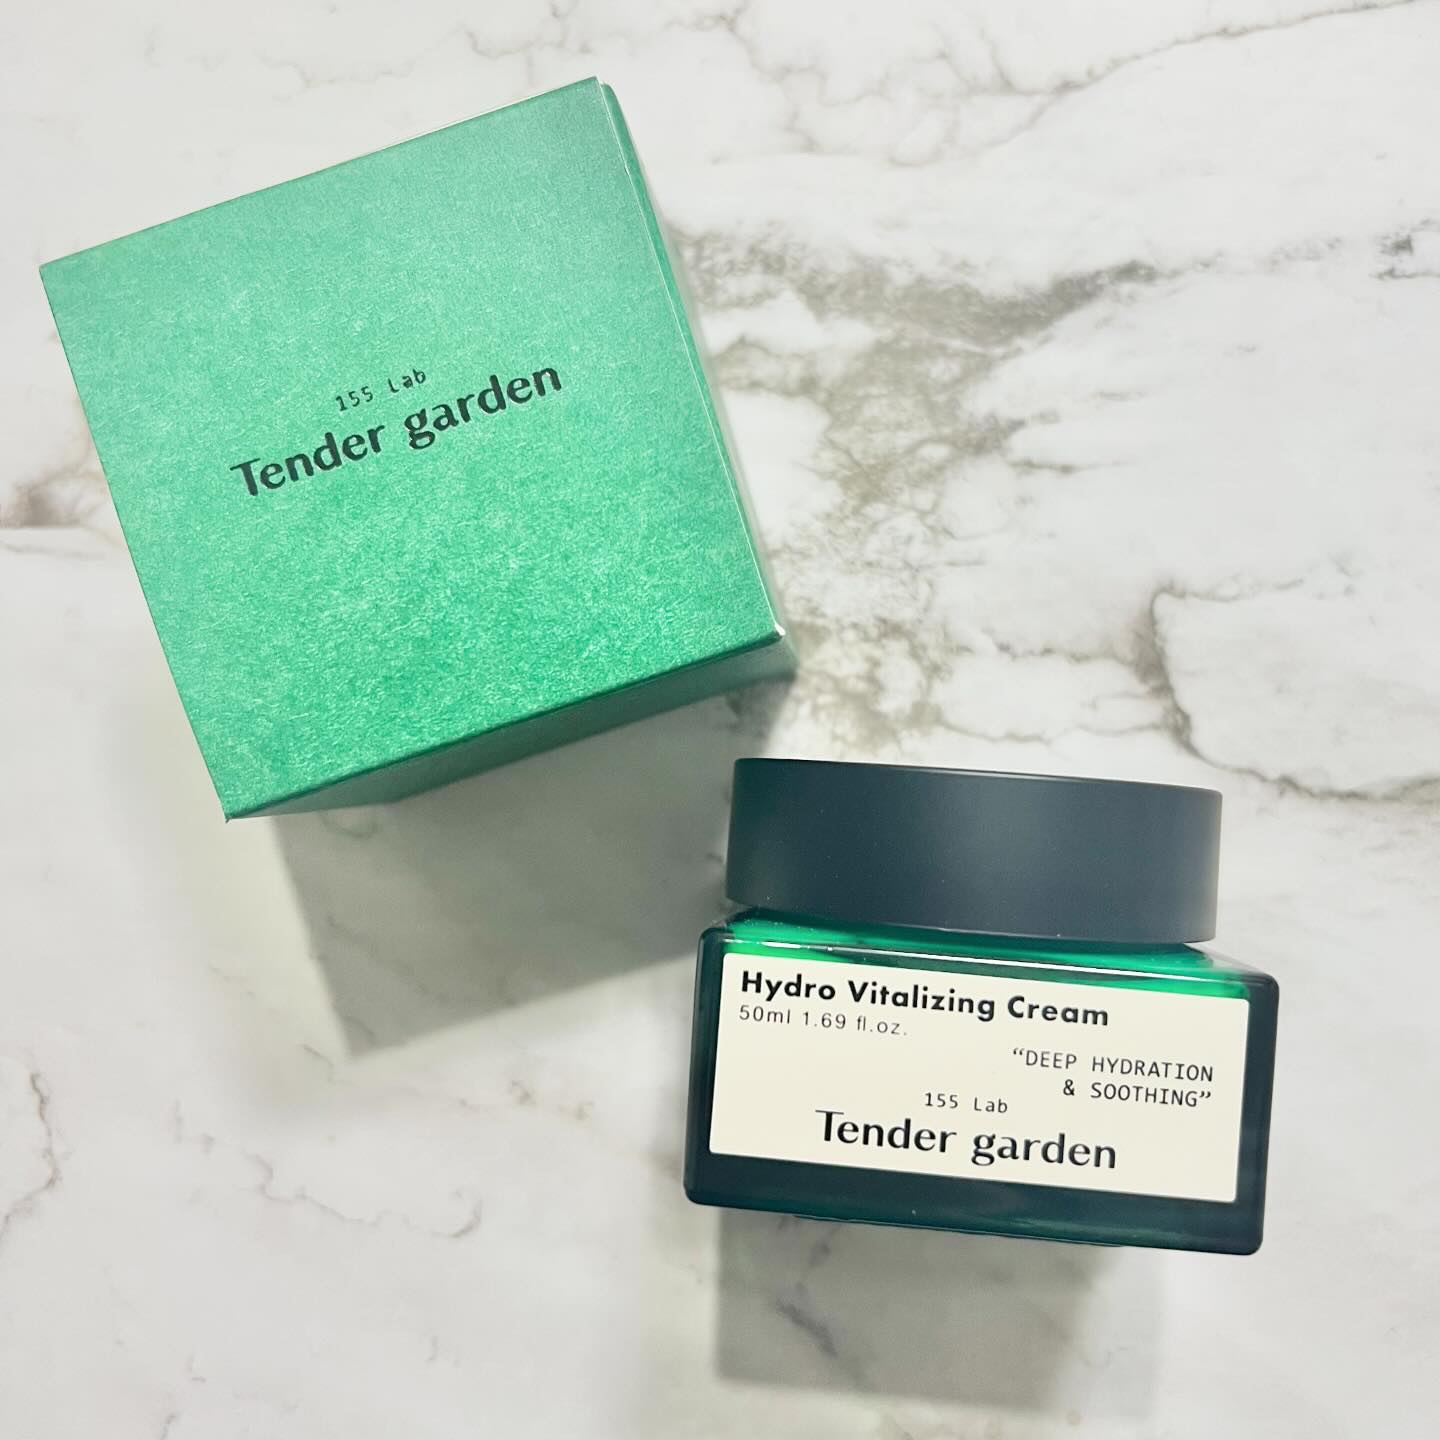 155 Lab
Tender garden
Hydro Vitalizing Cream
50ml 1.69 fl.oz.
“DEEP HYDRATION
& SOOTHING”
155 Lab
Tender garden